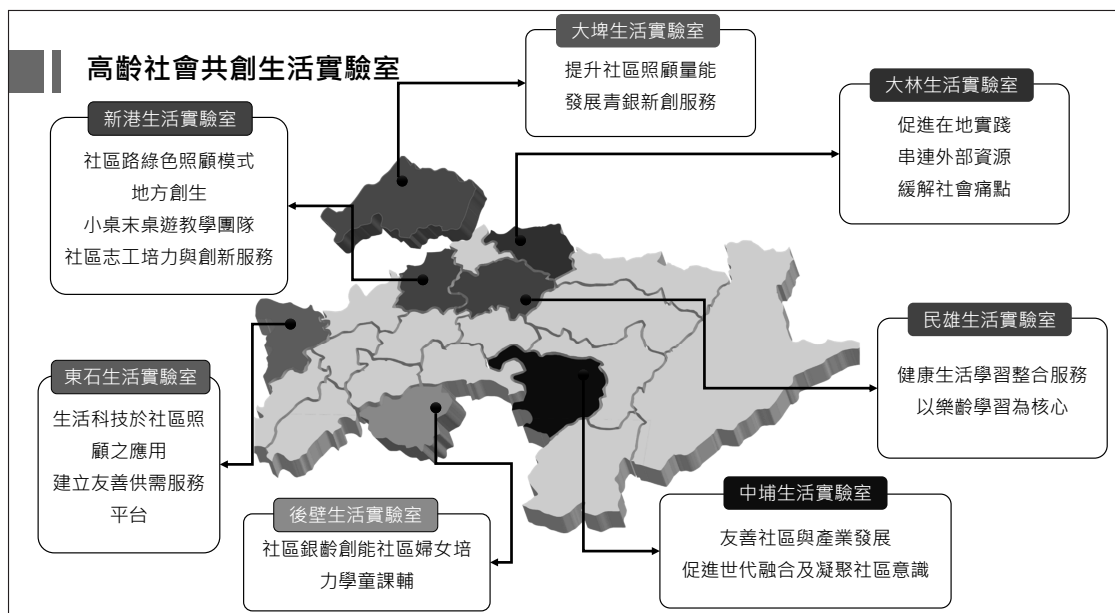 高齡社會共創生活實驗室
大埤生活實驗室
提升社區照顧量能
發展青銀新創服務
大林生活實驗室
促進在地實踐
串連外部資源
緩解社會痛點
新港生活實驗室
社區路綠色照顧模式
地方創生
小桌末桌遊教學團隊
社區志工培力與創新服務
民雄生活實驗室
健康生活學習整合服務
以樂齡學習為核心
東石生活實驗室
生活科技於社區照
顧之應用
建立友善供需服務
平台
後壁生活實驗室
社區銀齡創能社區婦女培
力學童課輔
中埔生活實驗室
友善社區與產業發展
促進世代融合及凝聚社區意識